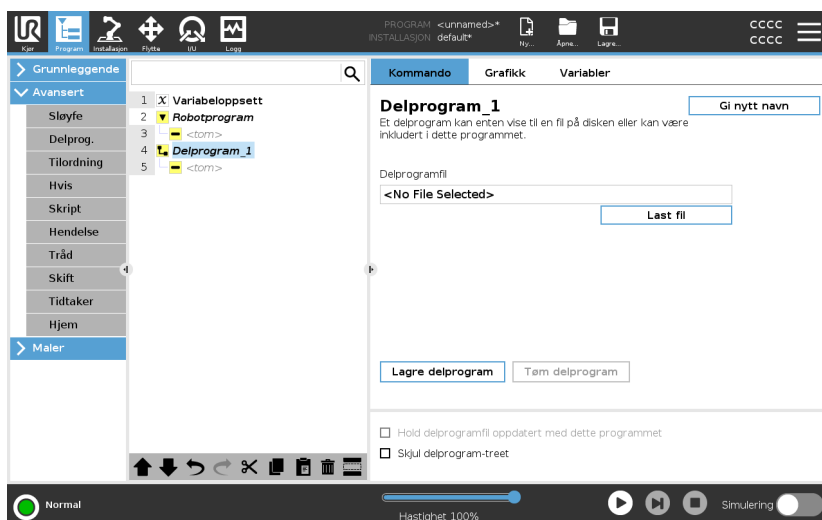 PROGRAM <unnamed>*
INSTALLASJON default*
CCCC
CCCC
Kjør Program Installasjon Flytte I/U Logg Ny... Åpne... Lagre...
Grunnleggende
Avansert
Sløyfe
Delprog.
Tilordning
Hvis
Skript
Hendelse
Tråd
Skift
Tidtaker
Hjem
Maler
1 X Variabeloppsett
2 Robotprogram
3 <tom>
4 Delprogram_1
5 <tom>
Kommando Grafikk Variabler
Delprogram_1
Gi nytt navn
Et delprogram kan enten vise til en fil på disken eller kan være
inkludert i dette programmet.
Delprogramfil
<No File Selected>
Last fil
Lagre delprogram Tøm delprogram
Hold delprogramfil oppdatert med dette programmet
Skjul delprogram-treet
Normal
Hastighet 100%
Simulering